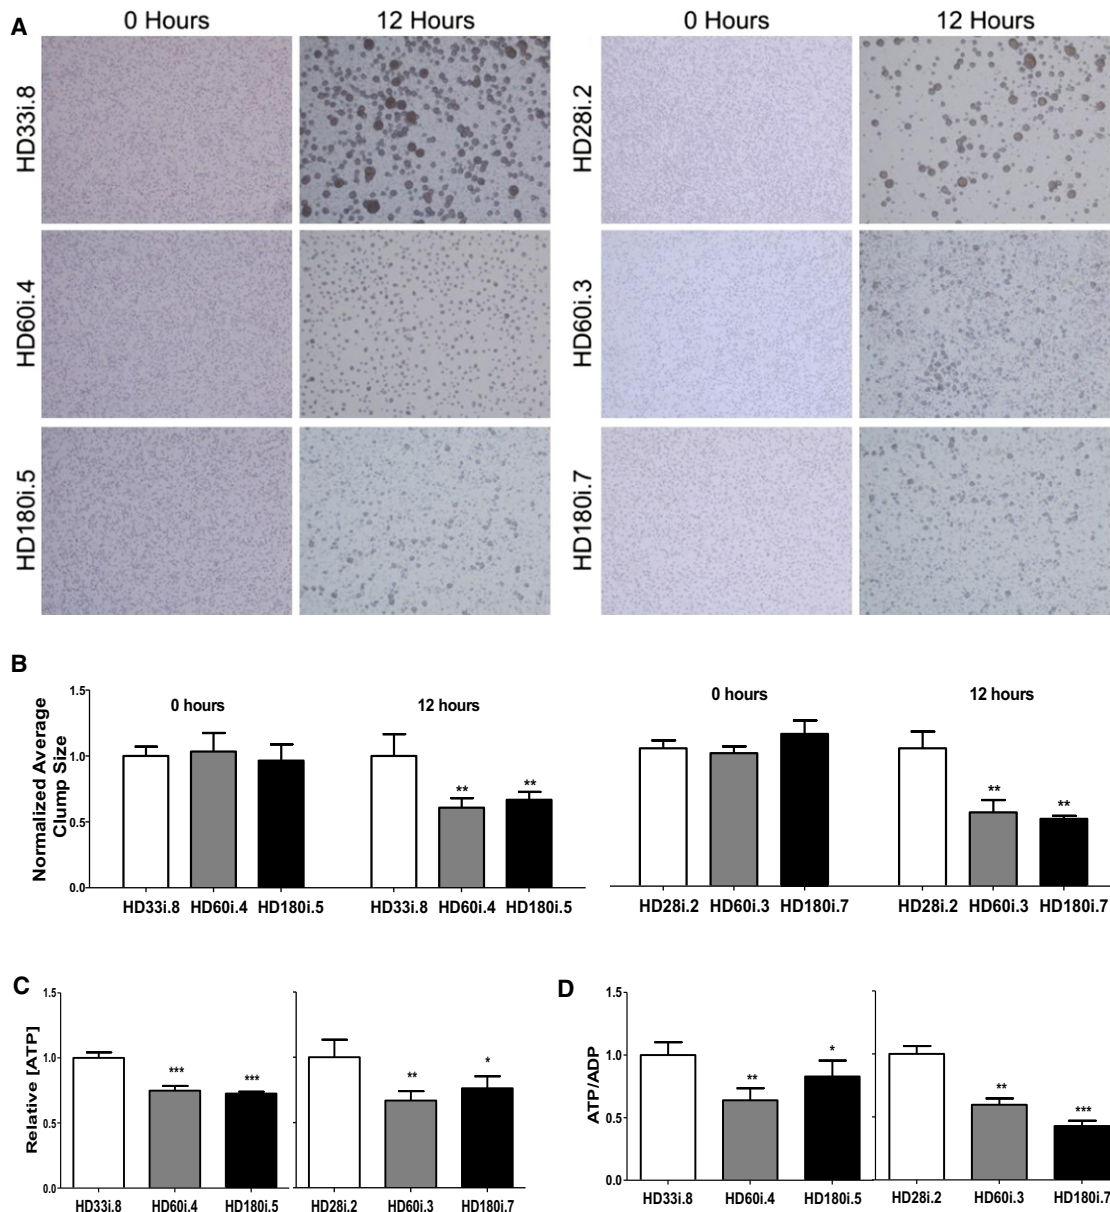 A
0 Hours
12 Hours
0 Hours
12 Hours
HD33i.8
HD28i.2
HD60i.4
HD60i.3
HD180i.5
HD180i.7
B
Normalized Average
Clump Size
1.5
1.0
0.5
0.0
0 hours
12 hours
0 hours
12 hours
** **
** **
HD33i.8 HD60i.4 HD180i.5 HD33i.8 HD60i.4 HD180i.5
HD28i.2 HD60i.3 HD180i.7 HD28i.2 HD60i.3 HD180i.7
C
Relative [ATP]
1.5
1.0
0.5
0.0
*** ***
** *
HD33i.8 HD60i.4 HD180i.5 HD28i.2 HD60i.3 HD180i.7
D
ATP/ADP
1.5
1.0
0.5
0.0
** *
** ***
HD33i.8 HD60i.4 HD180i.5 HD28i.2 HD60i.3 HD180i.7